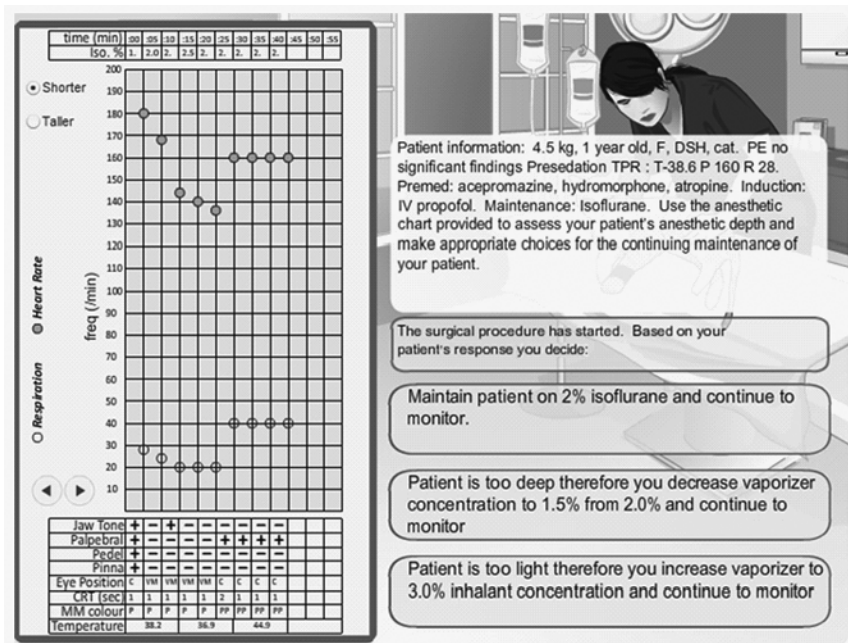 time (min) :00 :05 :10 :15 :20 :25 :30 :35 :40 :45 :50 :55
Iso. % 1. 2.0 2. 2.5 2. 2. 2. 2. 2.
Shorter
Taller
200
190
180
170
160
150
140
130
120
110
100
90
80
70
60
50
40
30
20
10
freq (/min)
Heart Rate
Respiration
Jaw Tone + − + − − − − − −
Palpebral + − − − − + + + +
Pedel + − − − − − − − −
Pinna + − − − − − − − −
Eye Position C VM VM VM VM C C C C
CRT (sec) 1 1 1 1 1 2 1 1 1
MM colour P P P P P PP PP PP PP
Temperature 38.2 36.9 44.9
Patient information: 4.5 kg, 1 year old, F, DSH, cat. PE no
significant findings Presedation TPR : T-38.6 P 160 R 28.
Premed: acepromazine, hydromorphone, atropine. Induction:
IV propofol. Maintenance: Isoflurane. Use the anesthetic
chart provided to assess your patient's anesthetic depth and
make appropriate choices for the continuing maintenance of
your patient.
The surgical procedure has started. Based on your
patient's response you decide:
Maintain patient on 2% isoflurane and continue to
monitor.
Patient is too deep therefore you decrease vaporizer
concentration to 1.5% from 2.0% and continue to
monitor
Patient is too light therefore you increase vaporizer to
3.0% inhalant concentration and continue to monitor